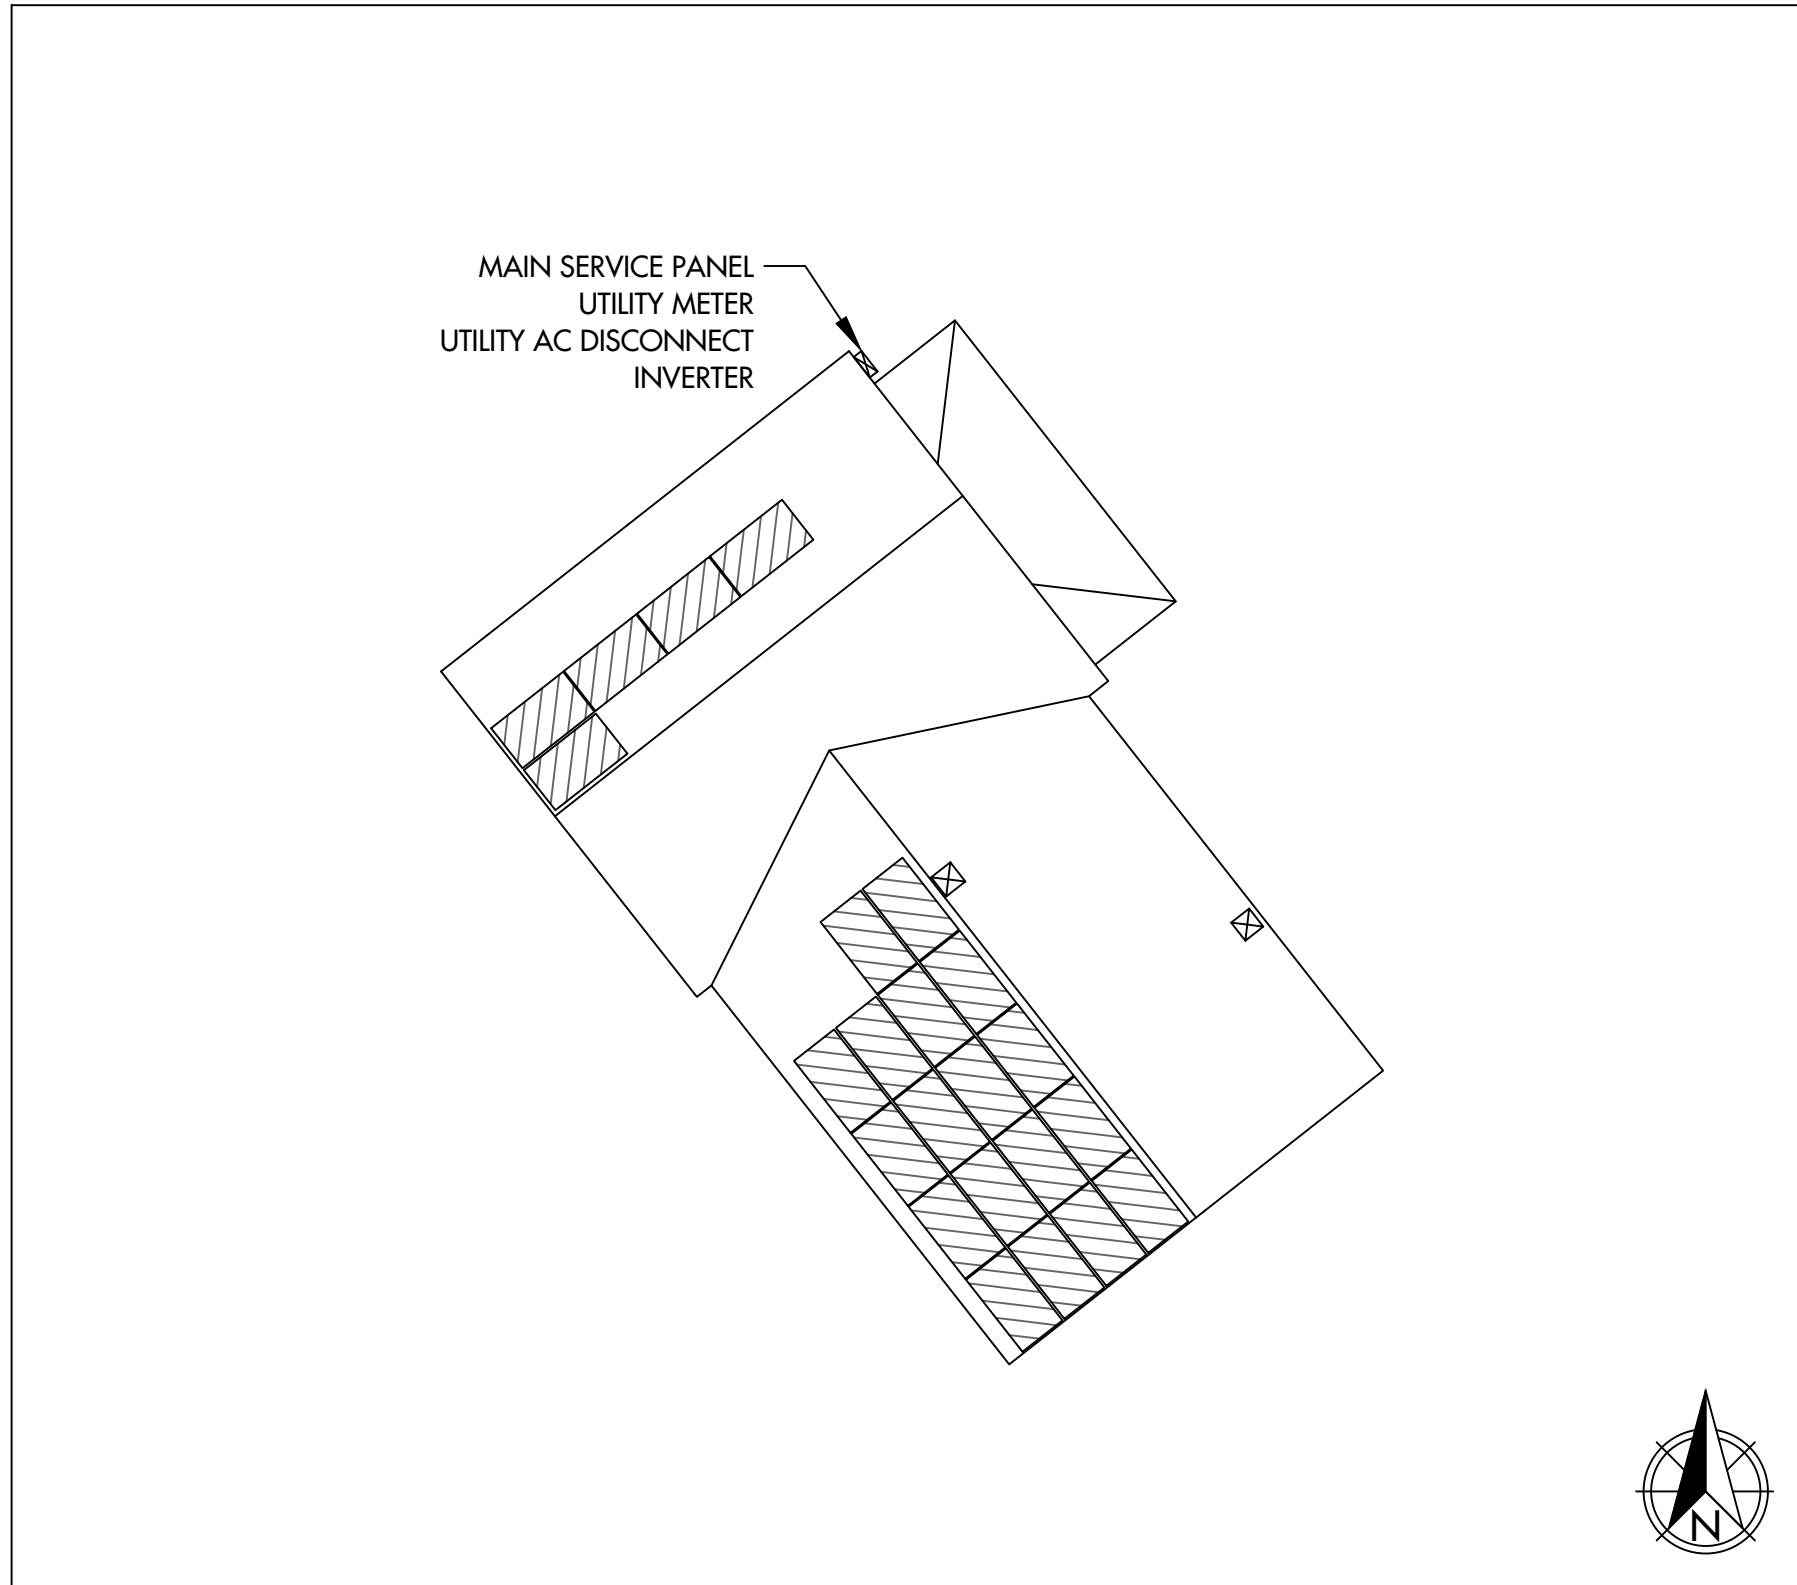 MAIN SERVICE PANEL
UTILITY METER
UTILITY AC DISCONNECT
INVERTER
N